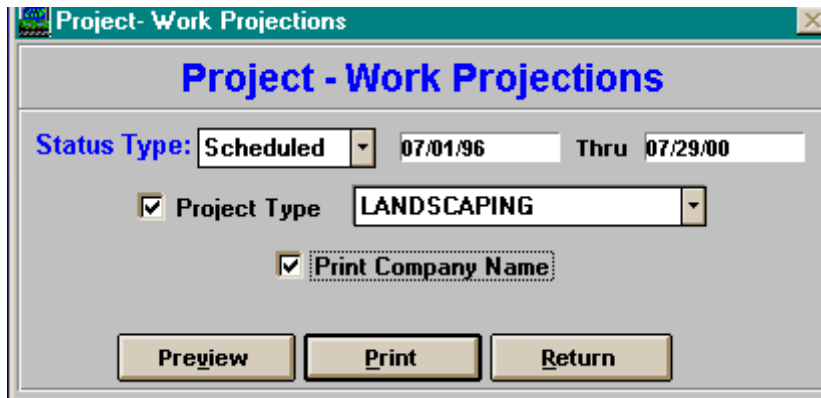 Project- Work Projections
Project - Work Projections
Status Type: Scheduled 07/01/96 Thru 07/29/00
Project Type LANDSCAPING
Print Company Name
Preview Print Return